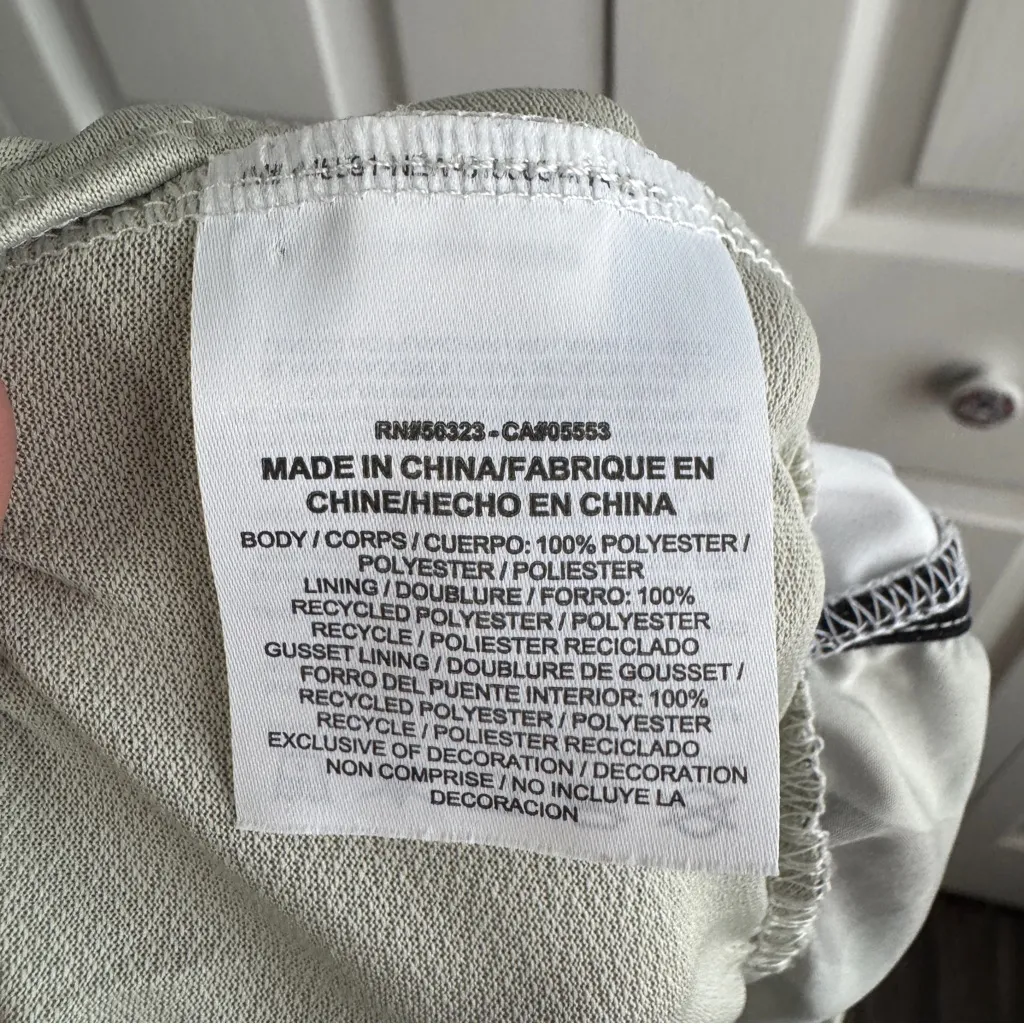 RN#56323 - CA#05553
MADE IN CHINA/FABRIQUE EN
CHINE/HECHO EN CHINA
BODY / CORPS / CUERPO: 100% POLYESTER /
POLYESTER / POLIESTER
LINING / DOUBLURE / FORRO: 100%
RECYCLED POLYESTER / POLYESTER
RECYCLE / POLIESTER RECICLADO
GUSSET LINING / DOUBLURE DE GOUSSET /
FORRO DEL PUENTE INTERIOR: 100%
RECYCLED POLYESTER / POLYESTER
RECYCLE / POLIESTER RECICLADO
EXCLUSIVE OF DECORATION / DECORATION
NON COMPRISE / NO INCLUYE LA
DECORACION